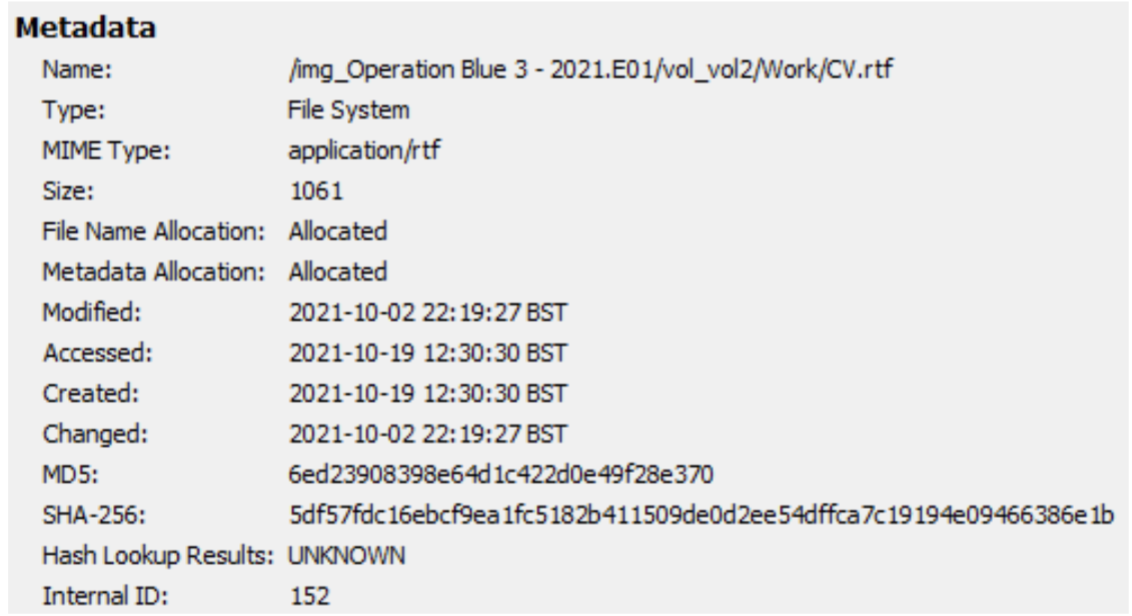 Metadata
Name: /img_Operation Blue 3 - 2021.E01/vol_vol2/Work/CV.rtf
Type: File System
MIME Type: application/rtf
Size: 1061
File Name Allocation: Allocated
Metadata Allocation: Allocated
Modified: 2021-10-02 22:19:27 BST
Accessed: 2021-10-19 12:30:30 BST
Created: 2021-10-19 12:30:30 BST
Changed: 2021-10-02 22:19:27 BST
MD5: 6ed23908398e64d1c422d0e49f28e370
SHA-256: 5df57fdc16ebcf9ea1fc5182b411509de0d2ee54dffca7c19194e09466386e1b
Hash Lookup Results: UNKNOWN
Internal ID: 152